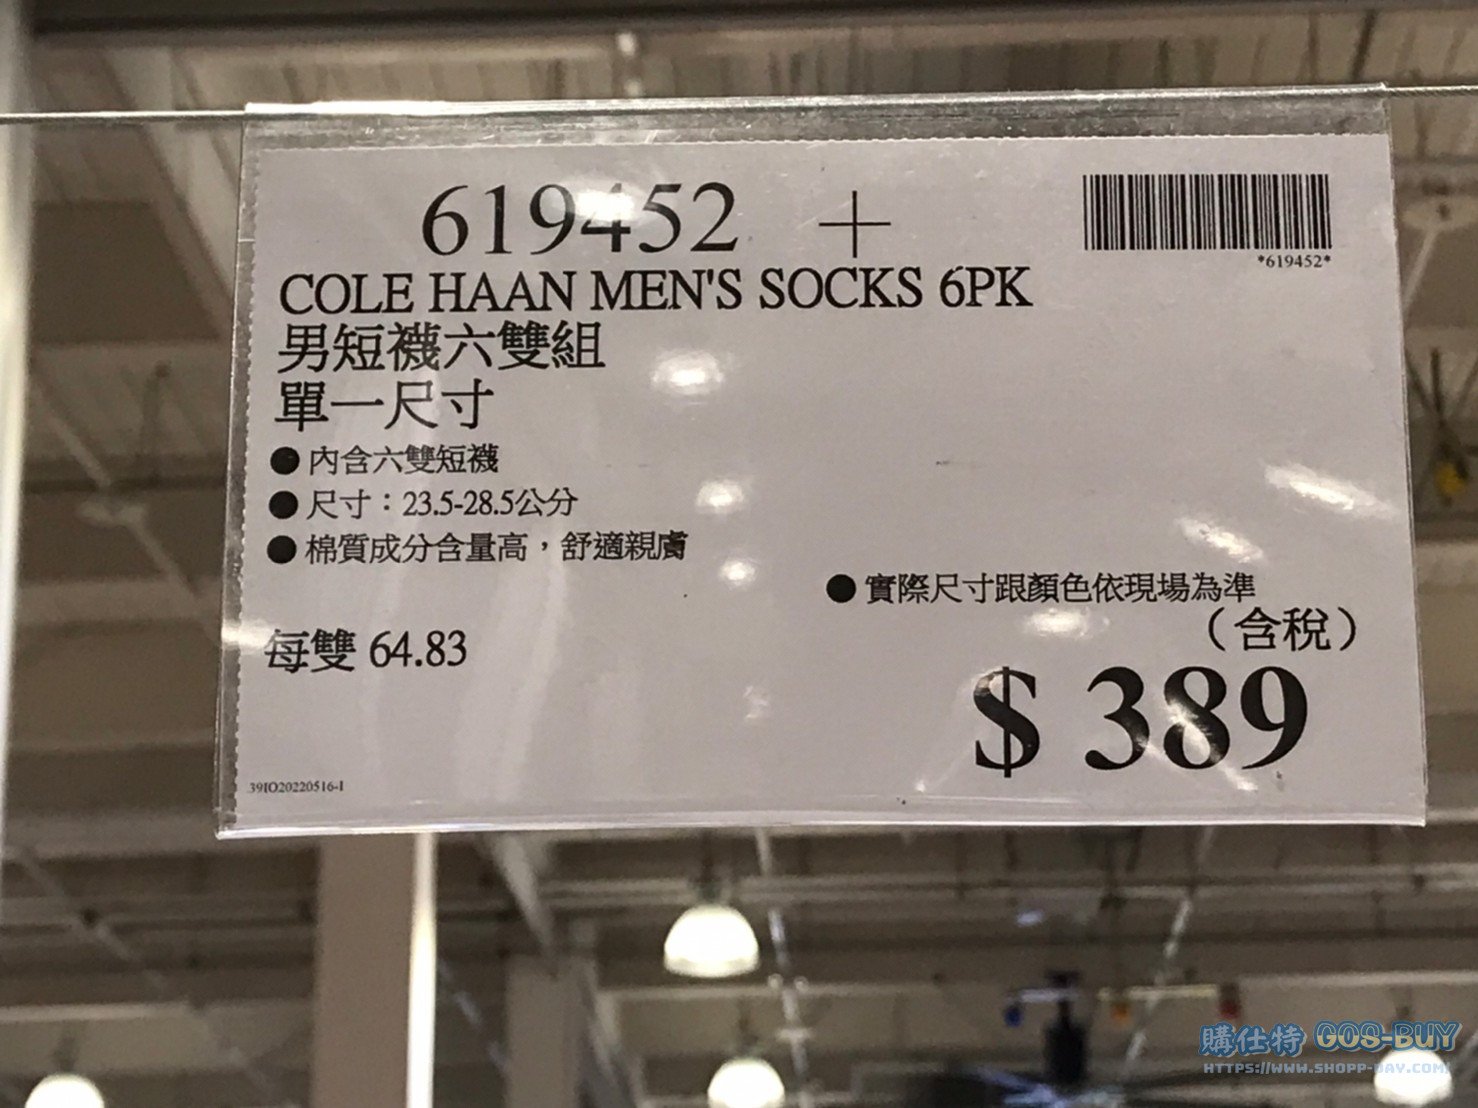 619452 +
*619452*
COLE HAAN MEN'S SOCKS 6PK
男短襪六雙組
單一尺寸
●內含六雙短襪
●尺寸：23.5-28.5公分
●棉質成分含量高，舒適親膚
●實際尺寸跟顏色依現場為準
（含稅）
每雙 64.83
$ 389
39IO20220516-1
購仕特 GOS-BUY
HTTPS://WWW.SHOPP-DAY.COM/